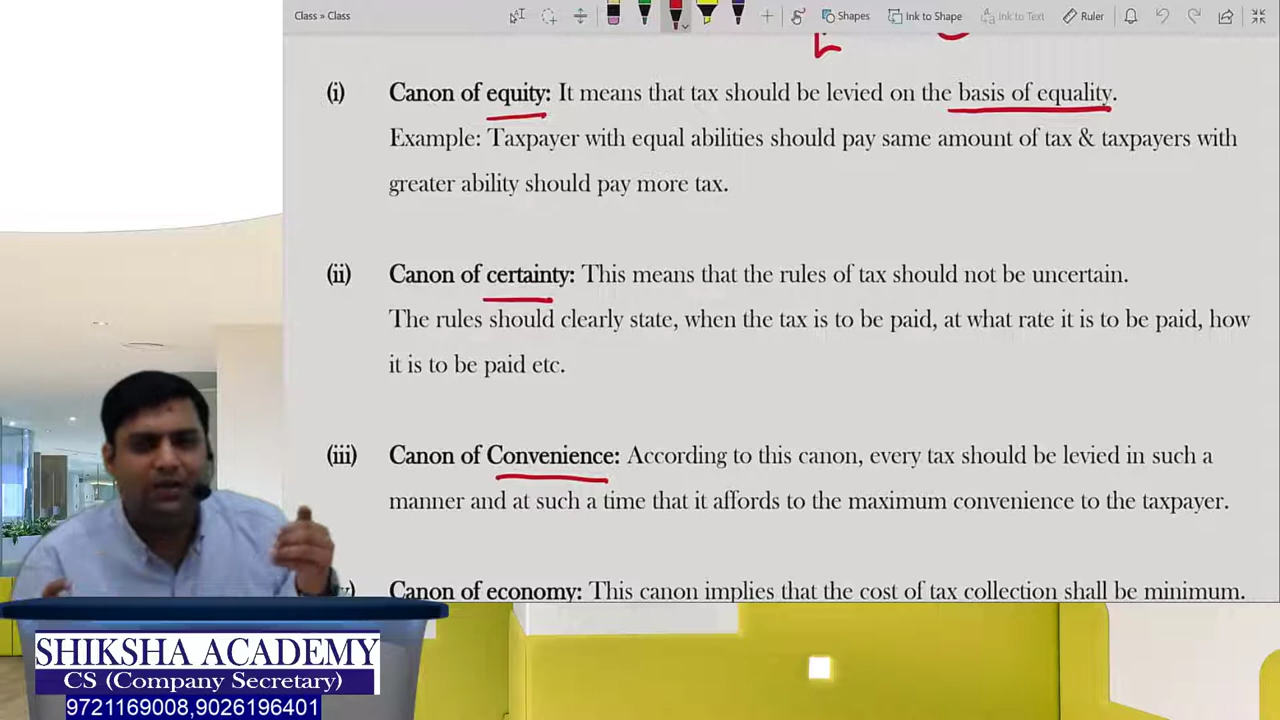 Class » Class
Shapes
Ink to Shape
Ink to Text
Ruler
(i) Canon of equity: It means that tax should be levied on the basis of equality.
Example: Taxpayer with equal abilities should pay same amount of tax & taxpayers with
greater ability should pay more tax.
(ii) Canon of certainty: This means that the rules of tax should not be uncertain.
The rules should clearly state, when the tax is to be paid, at what rate it is to be paid, how
it is to be paid etc.
(iii) Canon of Convenience: According to this canon, every tax should be levied in such a
manner and at such a time that it affords to the maximum convenience to the taxpayer.
Canon of economy: This canon implies that the cost of tax collection shall be minimum.
SHIKSHA ACADEMY
CS (Company Secretary)
9721169008,9026196401